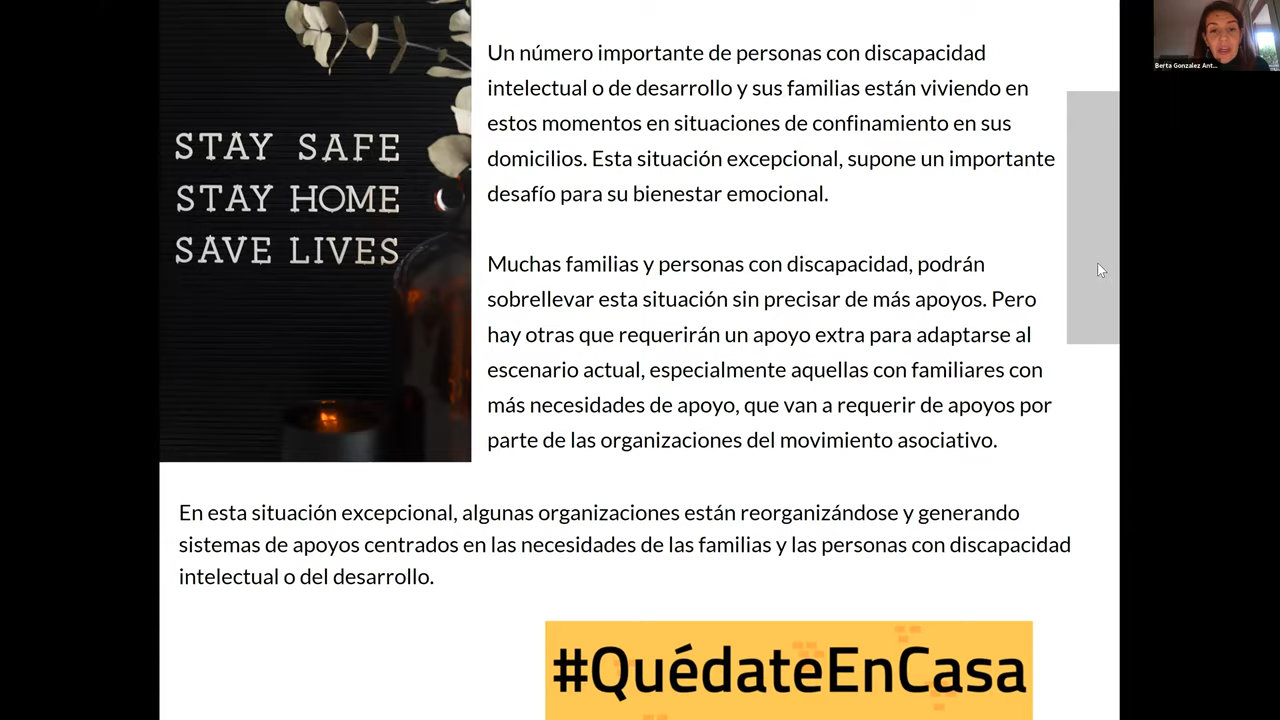 STAY SAFE
STAY HOME
SAVE LIVES
Un número importante de personas con discapacidad
intelectual o de desarrollo y sus familias están viviendo en
estos momentos en situaciones de confinamiento en sus
domicilios. Esta situación excepcional, supone un importante
desafío para su bienestar emocional.
Muchas familias y personas con discapacidad, podrán
sobrellevar esta situación sin precisar de más apoyos. Pero
hay otras que requerirán un apoyo extra para adaptarse al
escenario actual, especialmente aquellas con familiares con
más necesidades de apoyo, que van a requerir de apoyos por
parte de las organizaciones del movimiento asociativo.
En esta situación excepcional, algunas organizaciones están reorganizándose y generando
sistemas de apoyos centrados en las necesidades de las familias y las personas con discapacidad
intelectual o del desarrollo.
#QuédateEnCasa
Berta Gonzalez Ant...